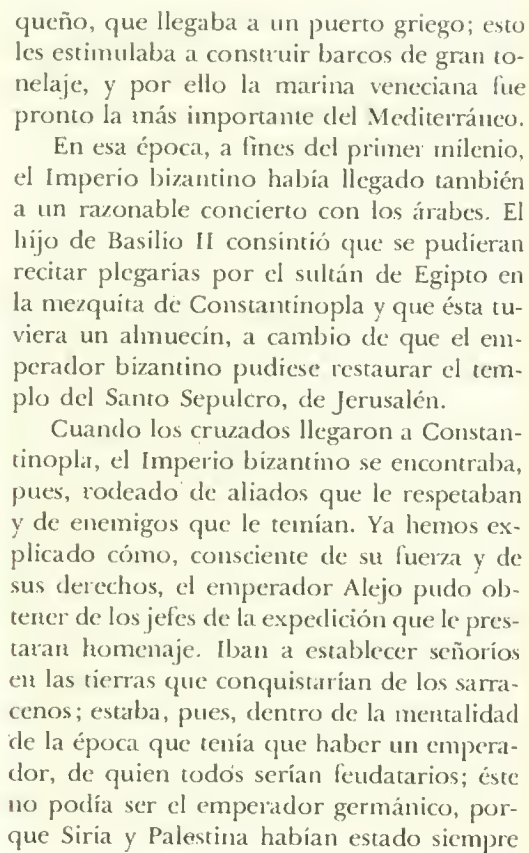 queño, que llegaba a un puerto griego; esto
les estimulaba a construir barcos de gran to-
nelaje, y por ello la marina veneciana fue
pronto la más importante del Mediterráneo.
En esa época, a fines del primer milenio,
el Imperio bizantino había llegado también
a un razonable concierto con los árabes. El
hijo de Basilio II consintió que se pudieran
recitar plegarias por el sultán de Egipto en
la mezquita de Constantinopla y que ésta tu-
viera un almuecín, a cambio de que el em-
perador bizantino pudiese restaurar el tem-
plo del Santo Sepulcro, de Jerusalén.
Cuando los cruzados llegaron a Constan-
tinopla, el Imperio bizantino se encontraba,
pues, rodeado de aliados que le respetaban
y de enemigos que le temían. Ya hemos ex-
plicado cómo, consciente de su fuerza y de
sus derechos, el emperador Alejo pudo ob-
tener de los jefes de la expedición que le pres-
taran homenaje. Iban a establecer señoríos
en las tierras que conquistarían de los sarra-
cenos; estaba, pues, dentro de la mentalidad
de la época que tenía que haber un empera-
dor, de quien todos serían feudatarios; éste
no podía ser el emperador germánico, por-
que Siria y Palestina habían estado siempre